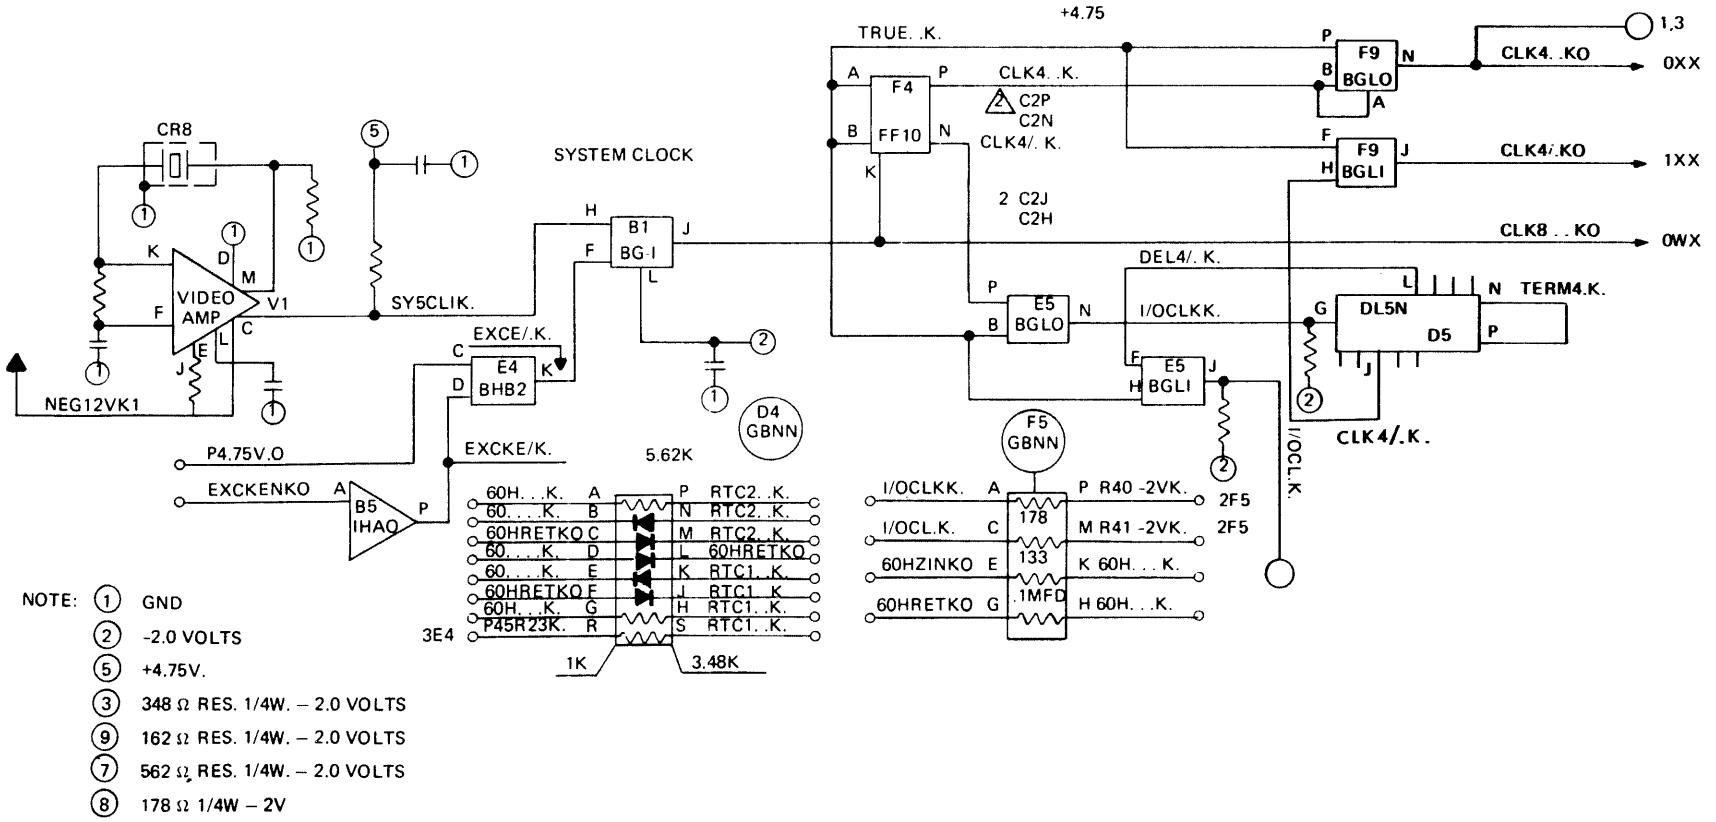 +4.75
TRUE. .K.
P
F9
N
BGLO
B
A
1,3
CLK4. .KO
0XX
A
F4
P
CLK4. .K.
2 C2P
C2N
B
FF10
N
CLK4/. K.
K
F
F9
J
H
BGLI
CLK4/.KO
1XX
CR8
5
1
1
1
SYSTEM CLOCK
2 C2J
C2H
H
B1
J
F
BG-I
L
CLK8 . . KO
0WX
K
D
1
M
VIDEO
AMP
V1
F
C
L
E
J
1
1
SY5CLIK.
NEG12VK1
EXCE/.K.
C
E4
K
D
BHB2
2
1
DEL4/. K.
P
E5
N
B
BGLO
I/OCLKK.
G
L
DL5N
D5
N
TERM4.K.
P
J
2
F
E5
J
H
BGLI
2
I/OCL.K.
CLK4/.K.
P4.75V.O
EXCKENKO
A
B5
IHAO
P
EXCKE/K.
D4
GBNN
5.62K
60H. . .K. A P RTC2. .K.
60. . . .K. B N RTC2. .K.
60HRETKO C M RTC2. .K.
60. . . .K. D L 60HRETKO
60. . . .K. E K RTC1. .K.
60HRETKO F J RTC1. .K
60H. . .K. G H RTC1. .K.
3E4 P45R23K. R S RTC1. .K.
1K
3.48K
F5
GBNN
I/OCLKK. A P R40 -2VK. 2F5
178
I/OCL.K. C M R41 -2VK. 2F5
133
60HZINKO E K 60H. . . K.
.1MFD
60HRETKO G H 60H. . .K.
NOTE: 1 GND
2 -2.0 VOLTS
5 +4.75V.
3 348 Ω RES. 1/4W. – 2.0 VOLTS
9 162 Ω RES. 1/4W. – 2.0 VOLTS
7 562 Ω RES. 1/4W. – 2.0 VOLTS
8 178 Ω 1/4W – 2V